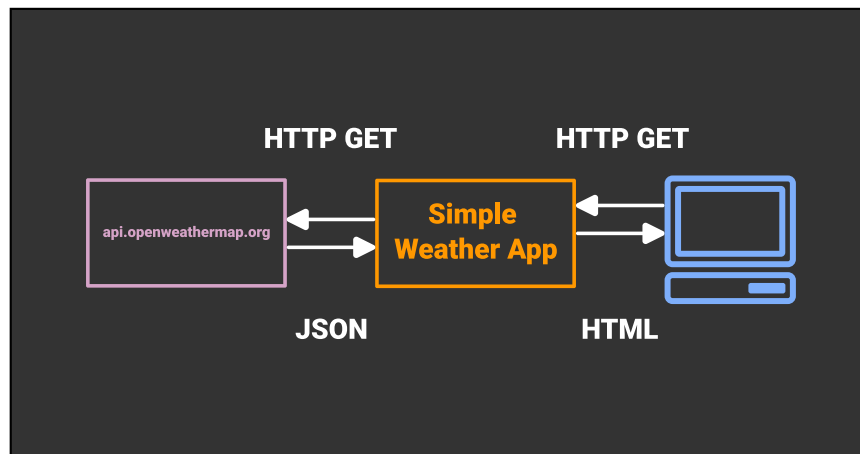 HTTP GET
HTTP GET
api.openweathermap.org
Simple
Weather App
JSON
HTML